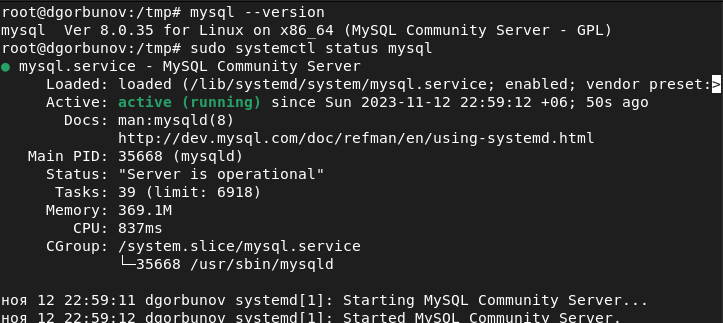 root@dgorbunov:/tmp# mysql --version
mysql  Ver 8.0.35 for Linux on x86_64 (MySQL Community Server - GPL)
root@dgorbunov:/tmp# sudo systemctl status mysql
● mysql.service - MySQL Community Server
     Loaded: loaded (/lib/systemd/system/mysql.service; enabled; vendor preset:>
     Active: active (running) since Sun 2023-11-12 22:59:12 +06; 50s ago
       Docs: man:mysqld(8)
             http://dev.mysql.com/doc/refman/en/using-systemd.html
   Main PID: 35668 (mysqld)
     Status: "Server is operational"
      Tasks: 39 (limit: 6918)
     Memory: 369.1M
        CPU: 837ms
     CGroup: /system.slice/mysql.service
             └─35668 /usr/sbin/mysqld

ноя 12 22:59:11 dgorbunov systemd[1]: Starting MySQL Community Server...
ноя 12 22:59:12 dgorbunov systemd[1]: Started MySQL Community Server.